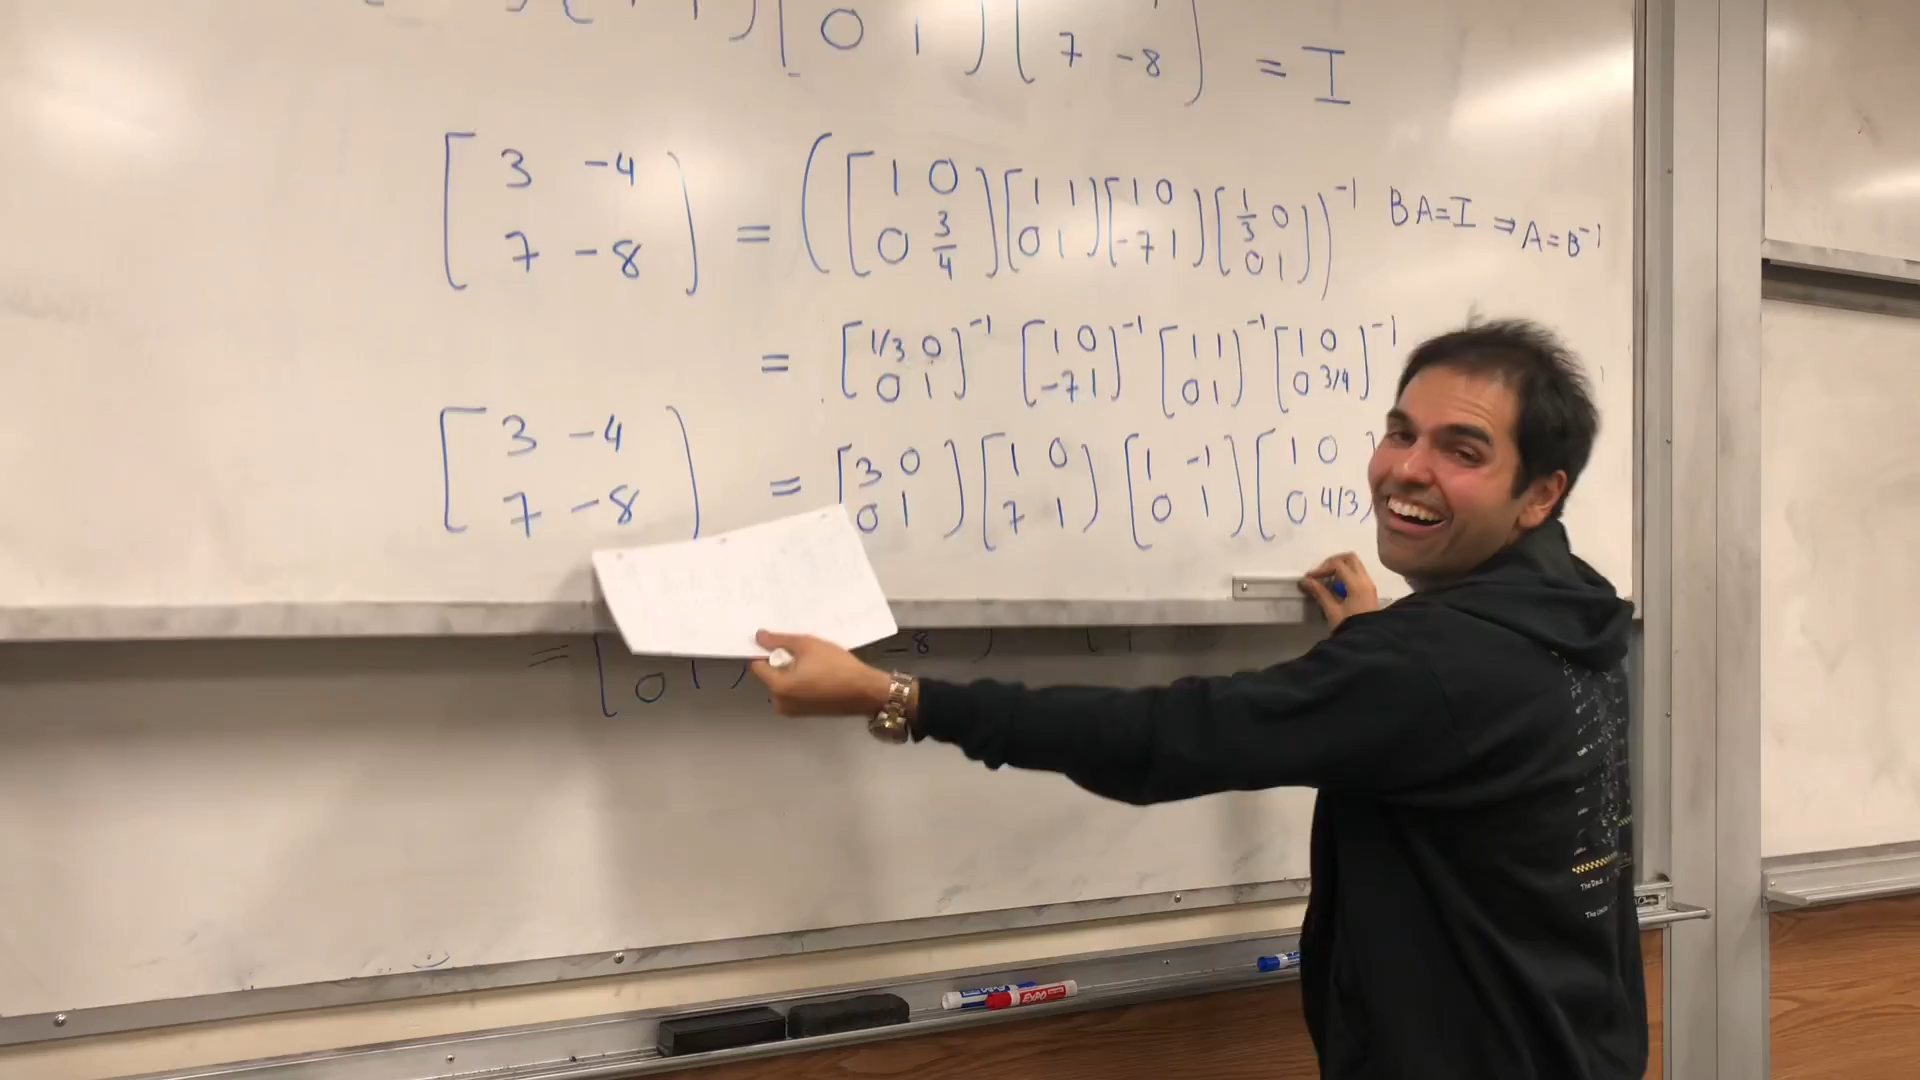 0 1 7 -8 = I
[3 -4 7 -8] = ([1 0 0 3/4][1 1 0 1][1 0 -7 1][1/3 0 0 1])^-1 BA=I ⇒ A=B^-1
= [1/3 0 0 1]^-1 [1 0 -7 1]^-1 [1 1 0 1]^-1 [1 0 0 3/4]^-1
[3 -4 7 -8] = [3 0 0 1][1 0 7 1][1 -1 0 1][1 0 0 4/3]
= [0 1 -8
EXPO